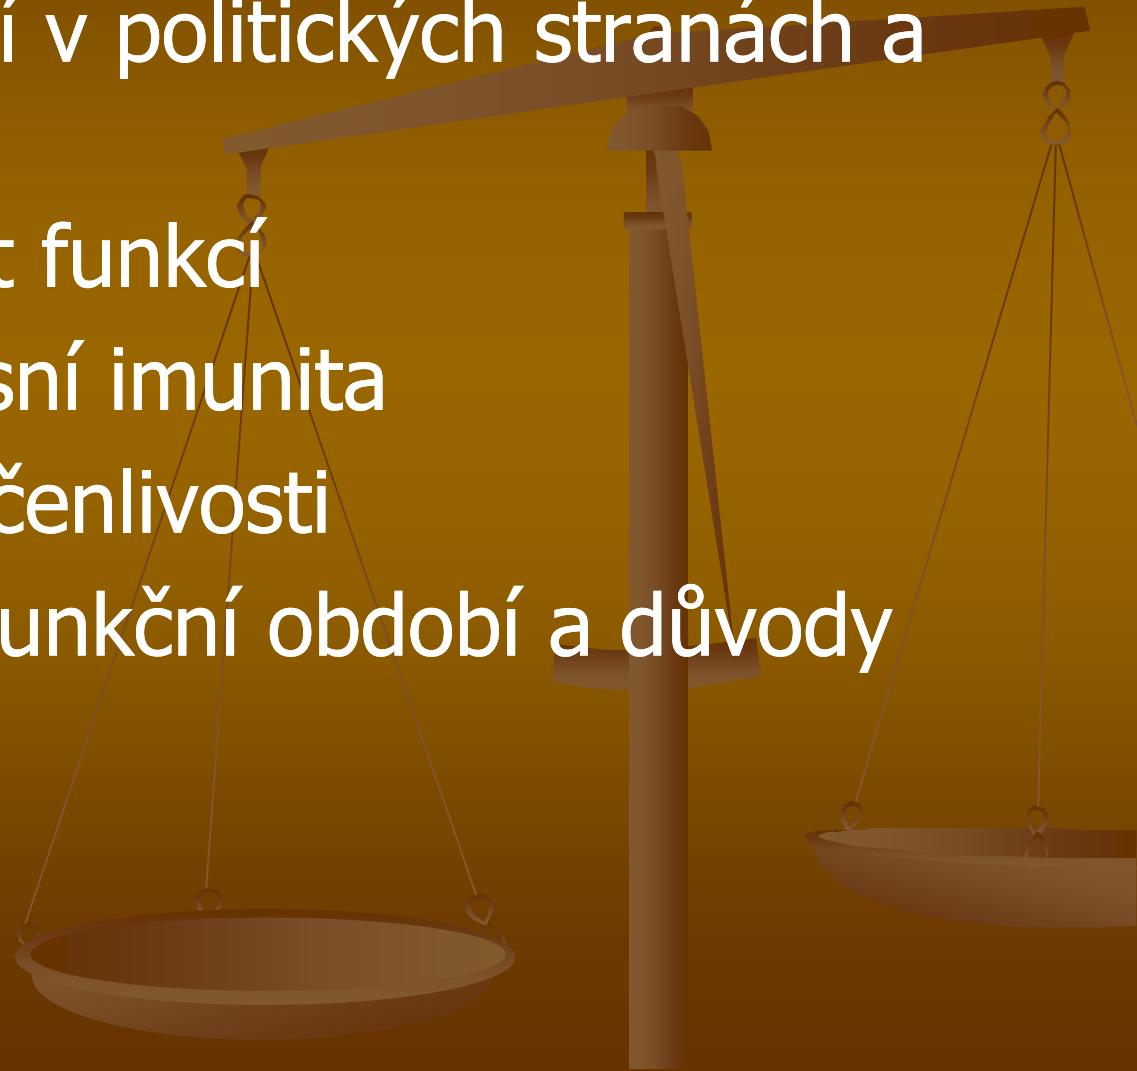 í v politických stranách a
t funkcí
sní imunita
čenlivosti
unkční období a důvody